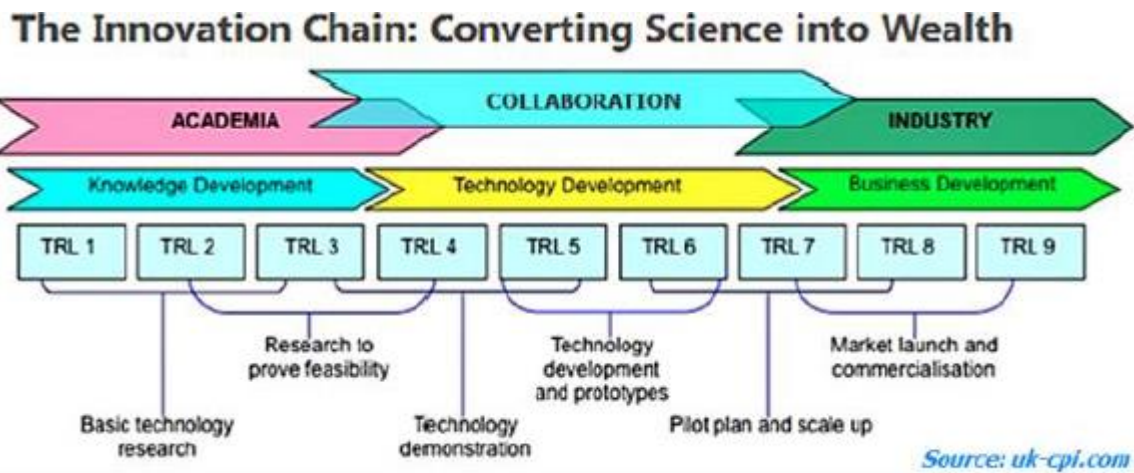 The Innovation Chain: Converting Science into Wealth
COLLABORATION
ACADEMIA
INDUSTRY
Knowledge Development
Technology Development
Business Development
TRL 1
TRL 2
TRL 3
TRL 4
TRL 5
TRL 6
TRL 7
TRL 8
TRL 9
Research to
prove feasibility
Technology
development
and prototypes
Market launch and
commercialisation
Basic technology
research
Technology
demonstration
Pilot plan and scale up
Source: uk-cpi.com